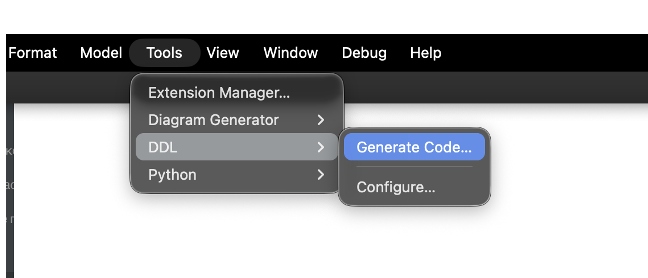 Format Model Tools View Window Debug Help
Extension Manager...
Diagram Generator
DDL
Generate Code...
Python
Configure...